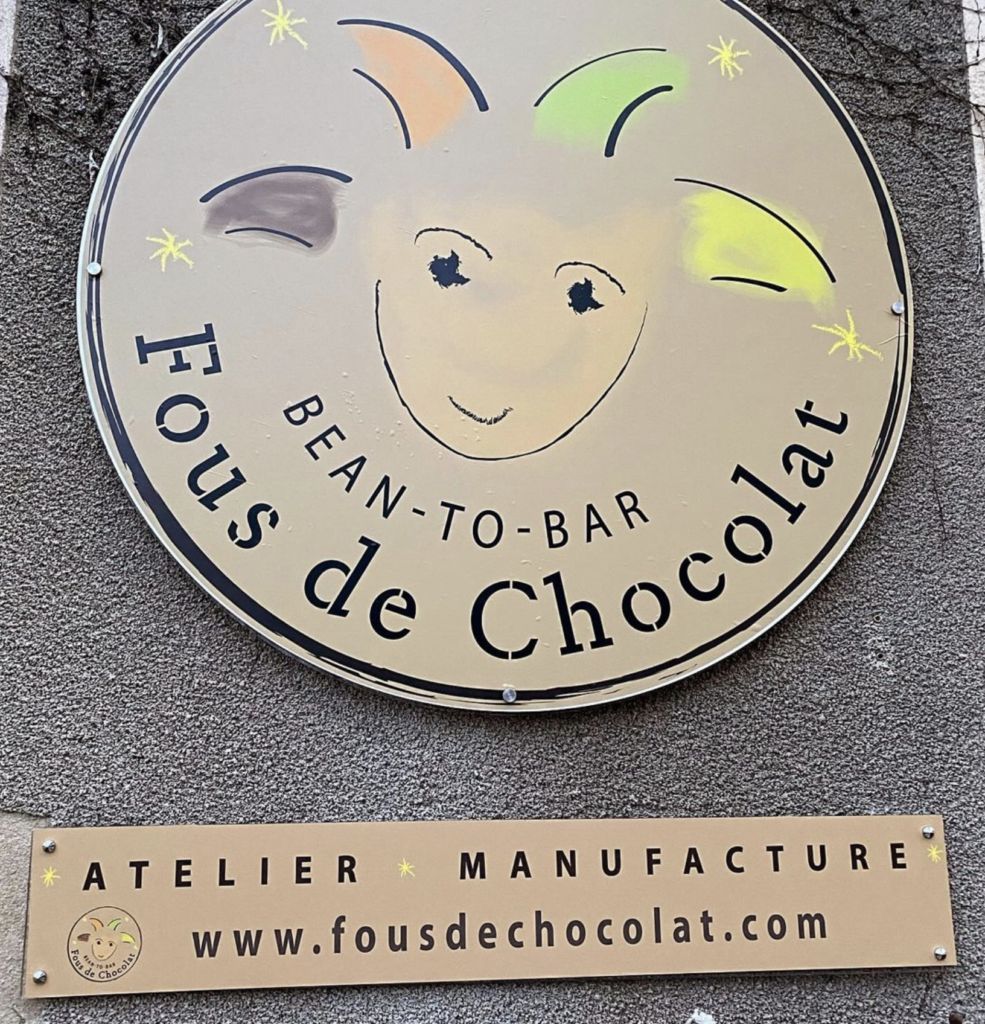 BEAN-TO-BAR
Fous de Chocolat
ATELIER MANUFACTURE
www.fousdechocolat.com
BEAN-TO-BAR
Fous de Chocolat